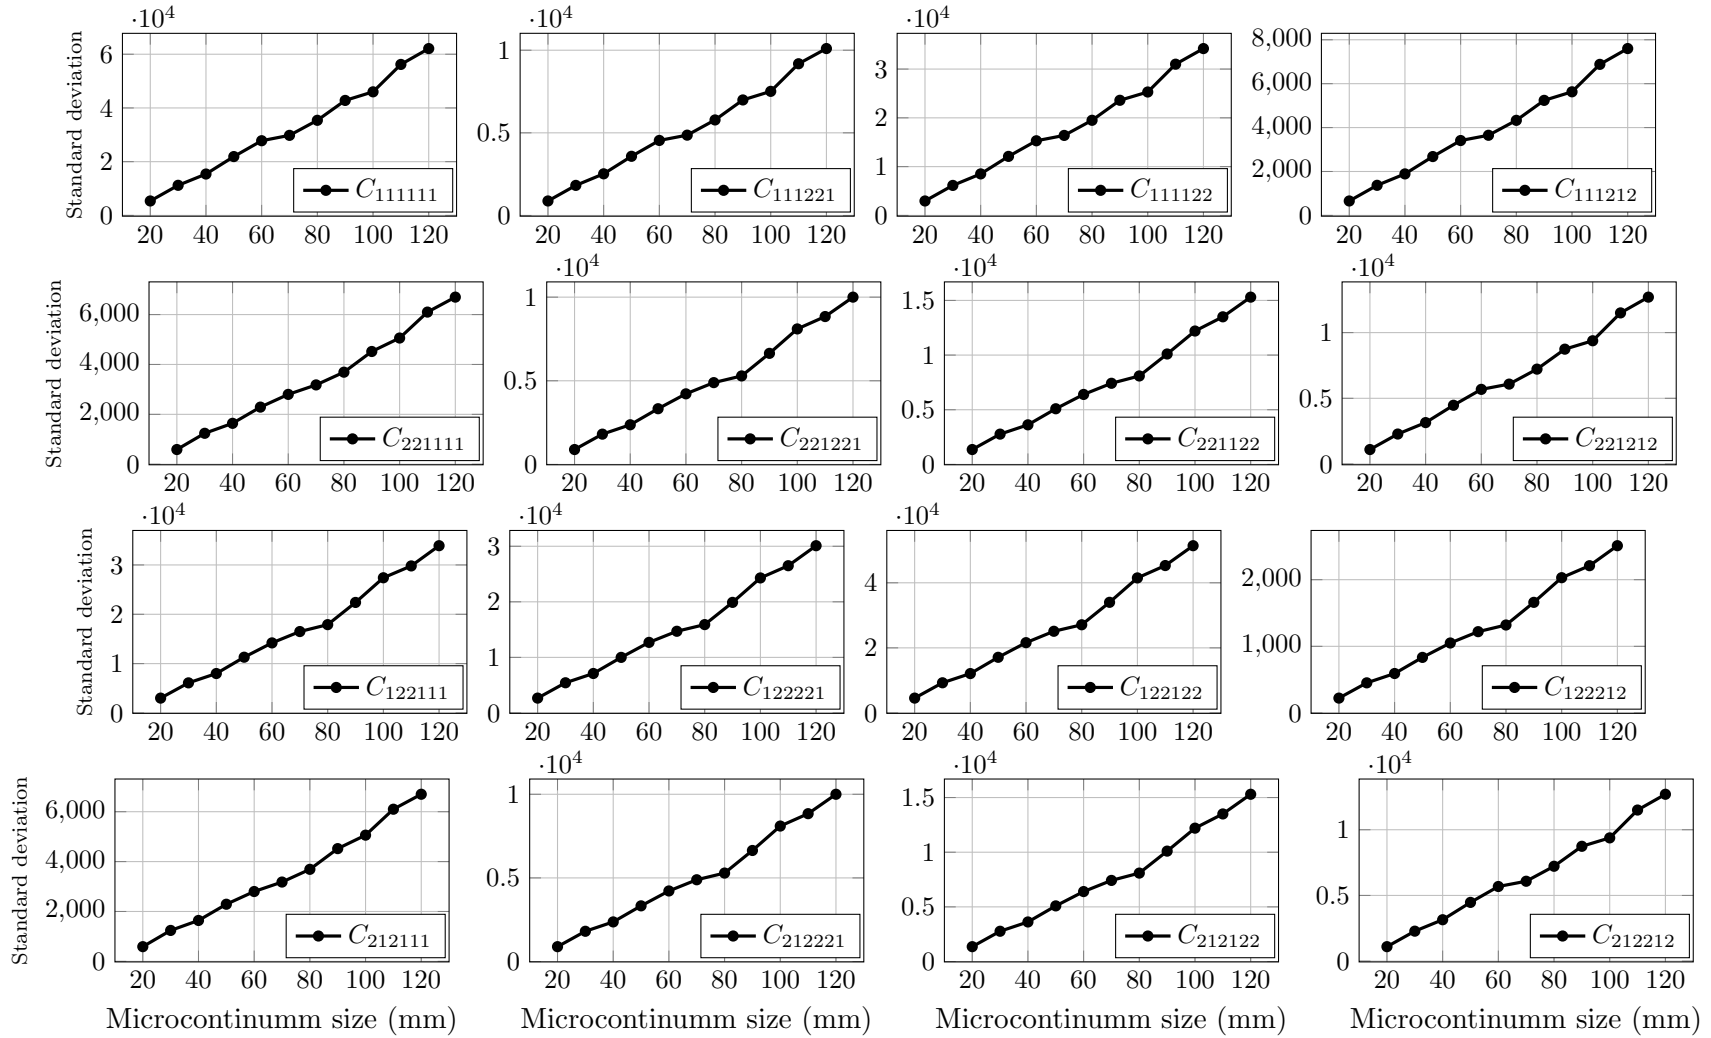 ·10⁴ ·10⁴ ·10⁴
Standard deviation
6
4
2
0
20 40 60 80 100 120
C₁₁₁₁₁₁
1
0.5
0
20 40 60 80 100 120
C₁₁₁₂₂₁
3
2
1
0
20 40 60 80 100 120
C₁₁₁₁₂₂
8,000
6,000
4,000
2,000
0
20 40 60 80 100 120
C₁₁₁₂₁₂
·10⁴ ·10⁴ ·10⁴
Standard deviation
6,000
4,000
2,000
0
20 40 60 80 100 120
C₂₂₁₁₁₁
1
0.5
0
20 40 60 80 100 120
C₂₂₁₂₂₁
1.5
1
0.5
0
20 40 60 80 100 120
C₂₂₁₁₂₂
1
0.5
0
20 40 60 80 100 120
C₂₂₁₂₁₂
·10⁴ ·10⁴ ·10⁴
Standard deviation
3
2
1
0
20 40 60 80 100 120
C₁₂₂₁₁₁
3
2
1
0
20 40 60 80 100 120
C₁₂₂₂₂₁
4
2
0
20 40 60 80 100 120
C₁₂₂₁₂₂
2,000
1,000
0
20 40 60 80 100 120
C₁₂₂₂₁₂
·10⁴ ·10⁴ ·10⁴
Standard deviation
6,000
4,000
2,000
0
20 40 60 80 100 120
C₂₁₂₁₁₁
Microcontinumm size (mm)
1
0.5
0
20 40 60 80 100 120
C₂₁₂₂₂₁
Microcontinumm size (mm)
1.5
1
0.5
0
20 40 60 80 100 120
C₂₁₂₁₂₂
Microcontinumm size (mm)
1
0.5
0
20 40 60 80 100 120
C₂₁₂₂₁₂
Microcontinumm size (mm)